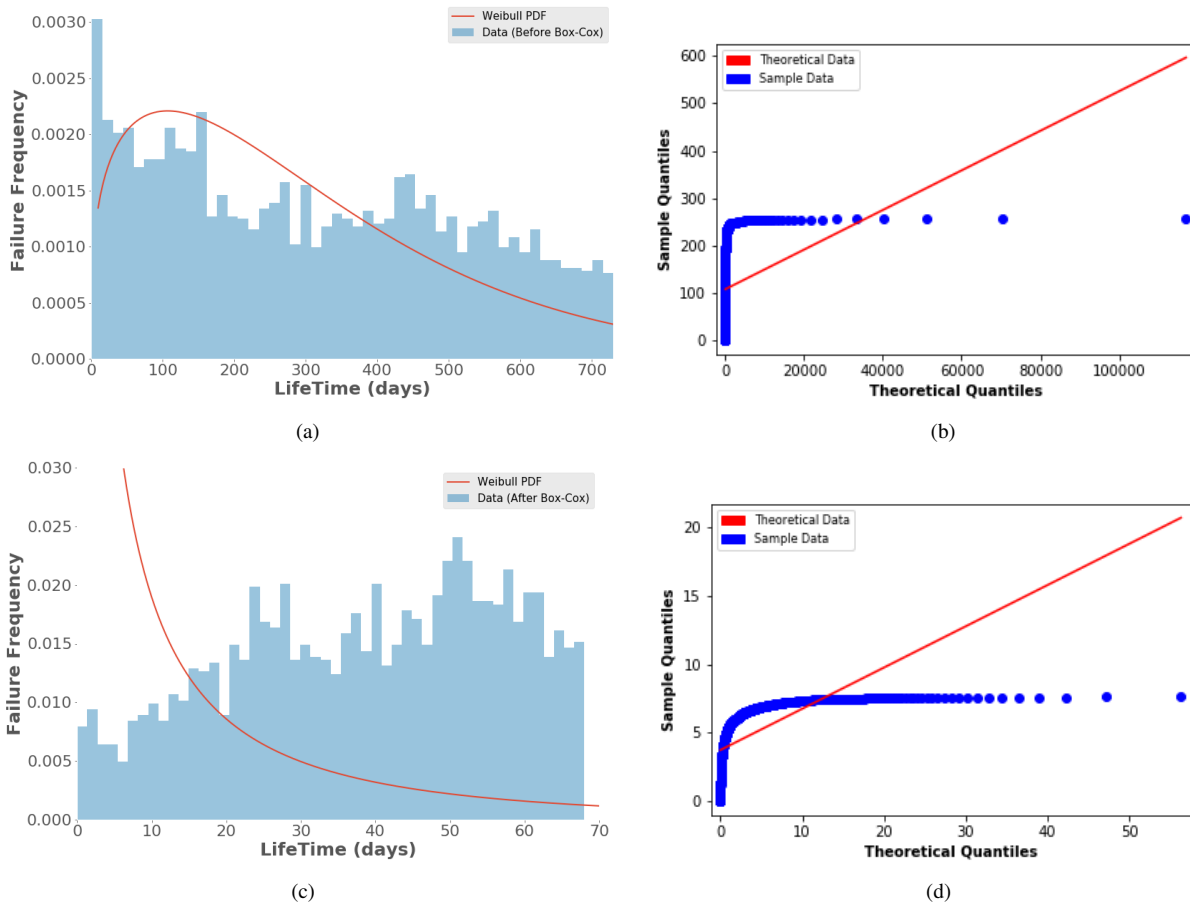 Weibull PDF
Data (Before Box-Cox)
Failure Frequency
0.0030
0.0025
0.0020
0.0015
0.0010
0.0005
0.0000
0 100 200 300 400 500 600 700
LifeTime (days)
(a)
Theoretical Data
Sample Data
Sample Quantiles
600
500
400
300
200
100
0
0 20000 40000 60000 80000 100000
Theoretical Quantiles
(b)
Weibull PDF
Data (After Box-Cox)
Failure Frequency
0.030
0.025
0.020
0.015
0.010
0.005
0.000
0 10 20 30 40 50 60 70
LifeTime (days)
(c)
Theoretical Data
Sample Data
Sample Quantiles
20
15
10
5
0
0 10 20 30 40 50
Theoretical Quantiles
(d)